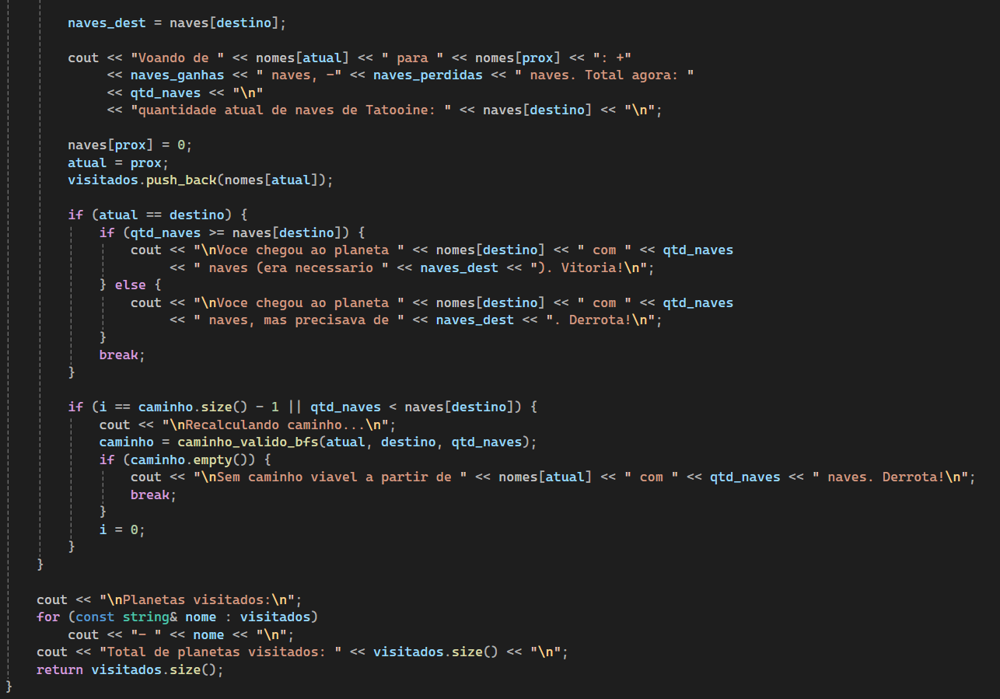 naves_dest = naves[destino];
cout << "Voando de " << nomes[atual] << " para " << nomes[prox] << ": +"
<< naves_ganhas << " naves, -" << naves_perdidas << " naves. Total agora: "
<< qtd_naves << "\n"
<< "quantidade atual de naves de Tatooine: " << naves[destino] << "\n";
naves[prox] = 0;
atual = prox;
visitados.push_back(nomes[atual]);
if (atual == destino) {
if (qtd_naves >= naves[destino]) {
cout << "\nVoce chegou ao planeta " << nomes[destino] << " com " << qtd_naves
<< " naves (era necessario " << naves_dest << "). Vitoria!\n";
} else {
cout << "\nVoce chegou ao planeta " << nomes[destino] << " com " << qtd_naves
<< " naves, mas precisava de " << naves_dest << ". Derrota!\n";
}
break;
}
if (i == caminho.size() - 1 || qtd_naves < naves[destino]) {
cout << "\nRecalculando caminho...\n";
caminho = caminho_valido_bfs(atual, destino, qtd_naves);
if (caminho.empty()) {
cout << "\nSem caminho viavel a partir de " << nomes[atual] << " com " << qtd_naves << " naves. Derrota!\n";
break;
}
i = 0;
}
}
cout << "\nPlanetas visitados:\n";
for (const string& nome : visitados)
cout << "- " << nome << "\n";
cout << "Total de planetas visitados: " << visitados.size() << "\n";
return visitados.size();
}